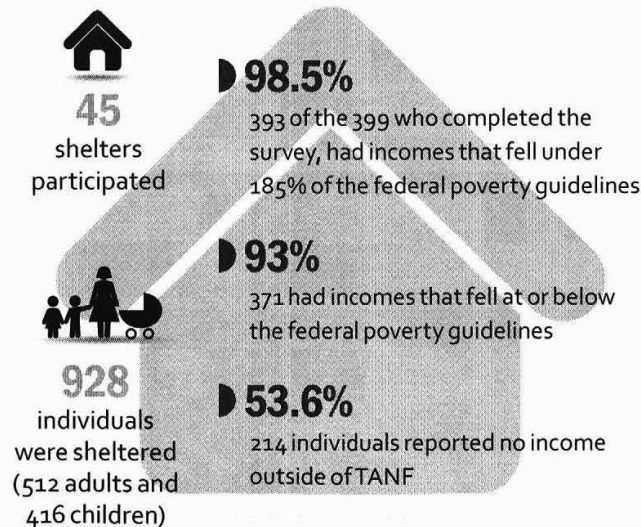 45
shelters
participated
928
individuals
were sheltered
(512 adults and
416 children)
98.5%
393 of the 399 who completed the
survey, had incomes that fell under
185% of the federal poverty guidelines
93%
371 had incomes that fell at or below
the federal poverty guidelines
53.6%
214 individuals reported no income
outside of TANF